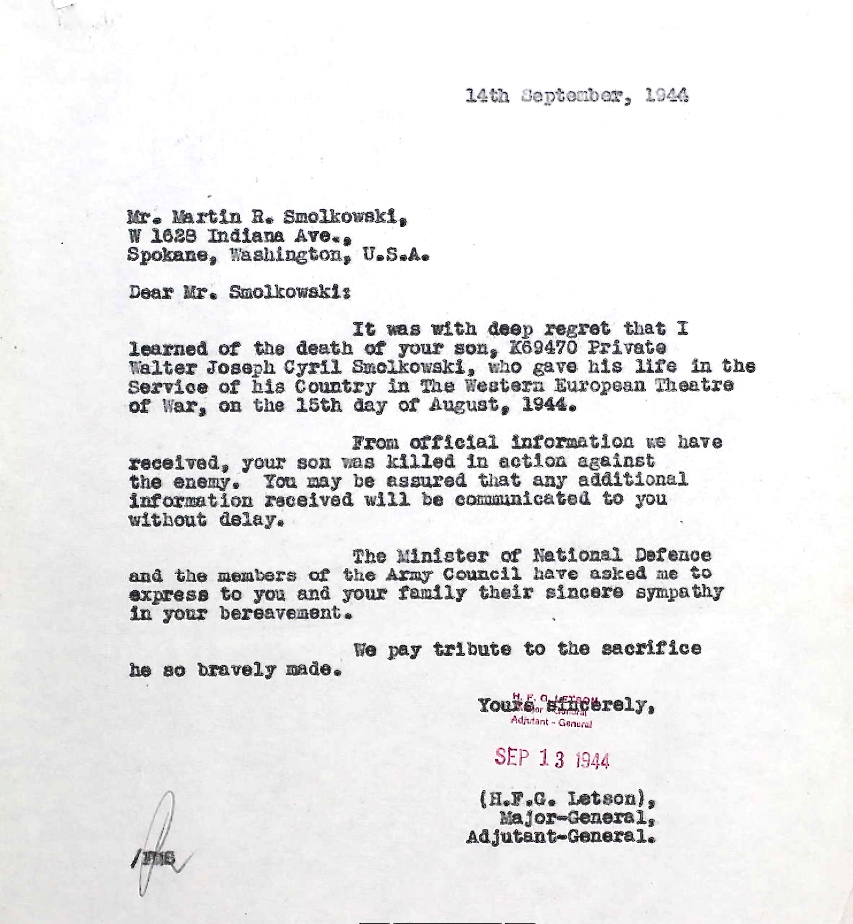 14th September, 1944
Mr. Martin R. Smolkowski,
W 1628 Indiana Ave.,
Spokane, Washington, U.S.A.
Dear Mr. Smolkowski:
It was with deep regret that I
learned of the death of your son, K69470 Private
Walter Joseph Cyril Smolkowski, who gave his life in the
Service of his Country in The Western European Theatre
of War, on the 15th day of August, 1944.
From official information we have
received, your son was killed in action against
the enemy. You may be assured that any additional
information received will be communicated to you
without delay.
The Minister of National Defence
and the members of the Army Council have asked me to
express to you and your family their sincere sympathy
in your bereavement.
We pay tribute to the sacrifice
he so bravely made.
Yours sincerely,
H. F. G. LETSON
Major - General
Adjutant - General
SEP 13 1944
(H.F.G. Letson),
Major-General,
Adjutant-General.